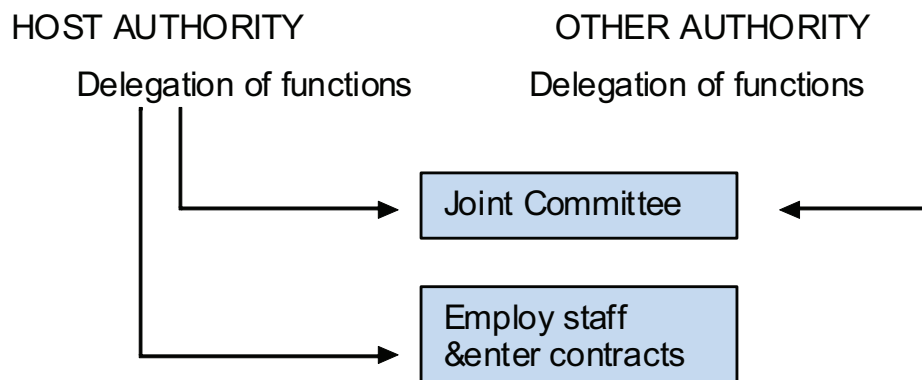 HOST AUTHORITY
OTHER AUTHORITY
Delegation of functions
Delegation of functions
Joint Committee
Employ staff
&enter contracts